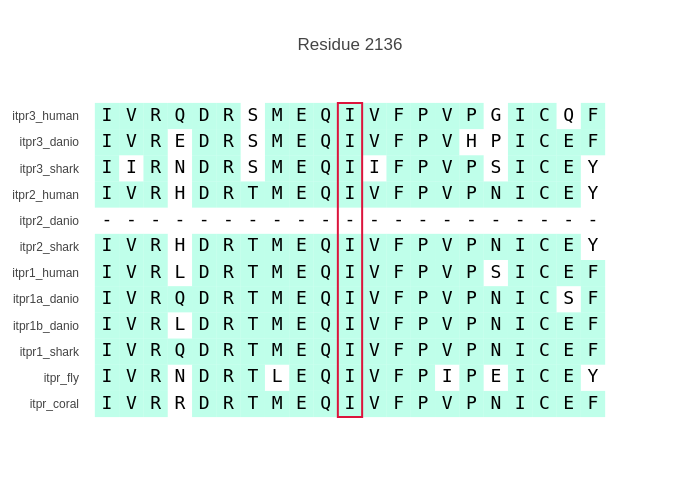 Residue 2136
itpr3_human I V R Q D R S M E Q I V F P V P G I C Q F
itpr3_danio I V R E D R S M E Q I V F P V H P I C E F
itpr3_shark I I R N D R S M E Q I I F P V P S I C E Y
itpr2_human I V R H D R T M E Q I V F P V P N I C E Y
itpr2_danio - - - - - - - - - - - - - - - - - - - - -
itpr2_shark I V R H D R T M E Q I V F P V P N I C E Y
itpr1_human I V R L D R T M E Q I V F P V P S I C E F
itpr1a_danio I V R Q D R T M E Q I V F P V P N I C S F
itpr1b_danio I V R L D R T M E Q I V F P V P N I C E F
itpr1_shark I V R Q D R T M E Q I V F P V P N I C E F
itpr_fly I V R N D R T L E Q I V F P I P E I C E Y
itpr_coral I V R R D R T M E Q I V F P V P N I C E F